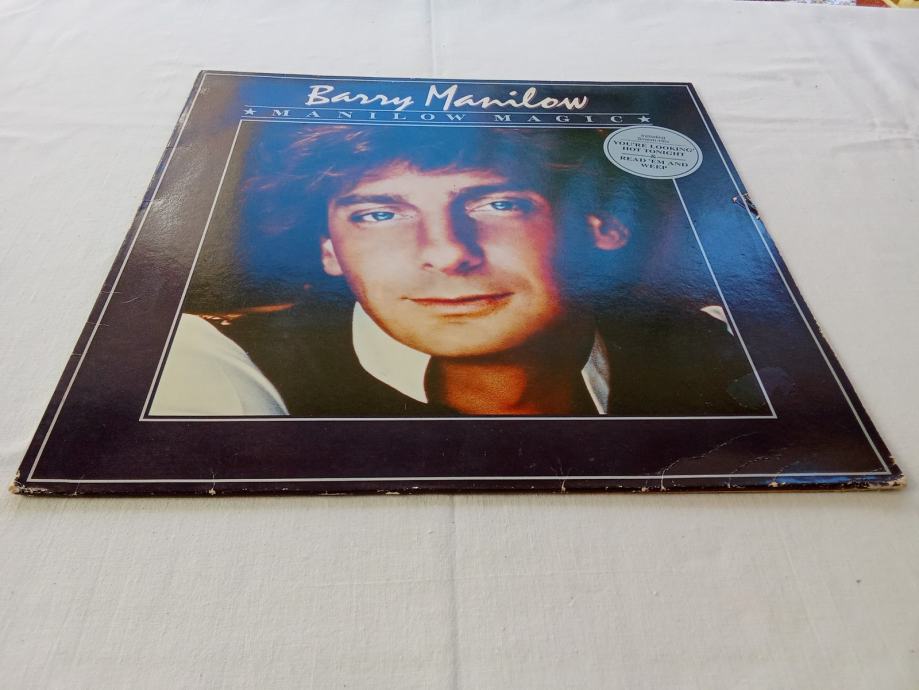 Barry Manilow
★ MANILOW MAGIC ★
YOU'RE LOOKING'
HOT TONIGHT
&
READ 'EM AND
WEEP